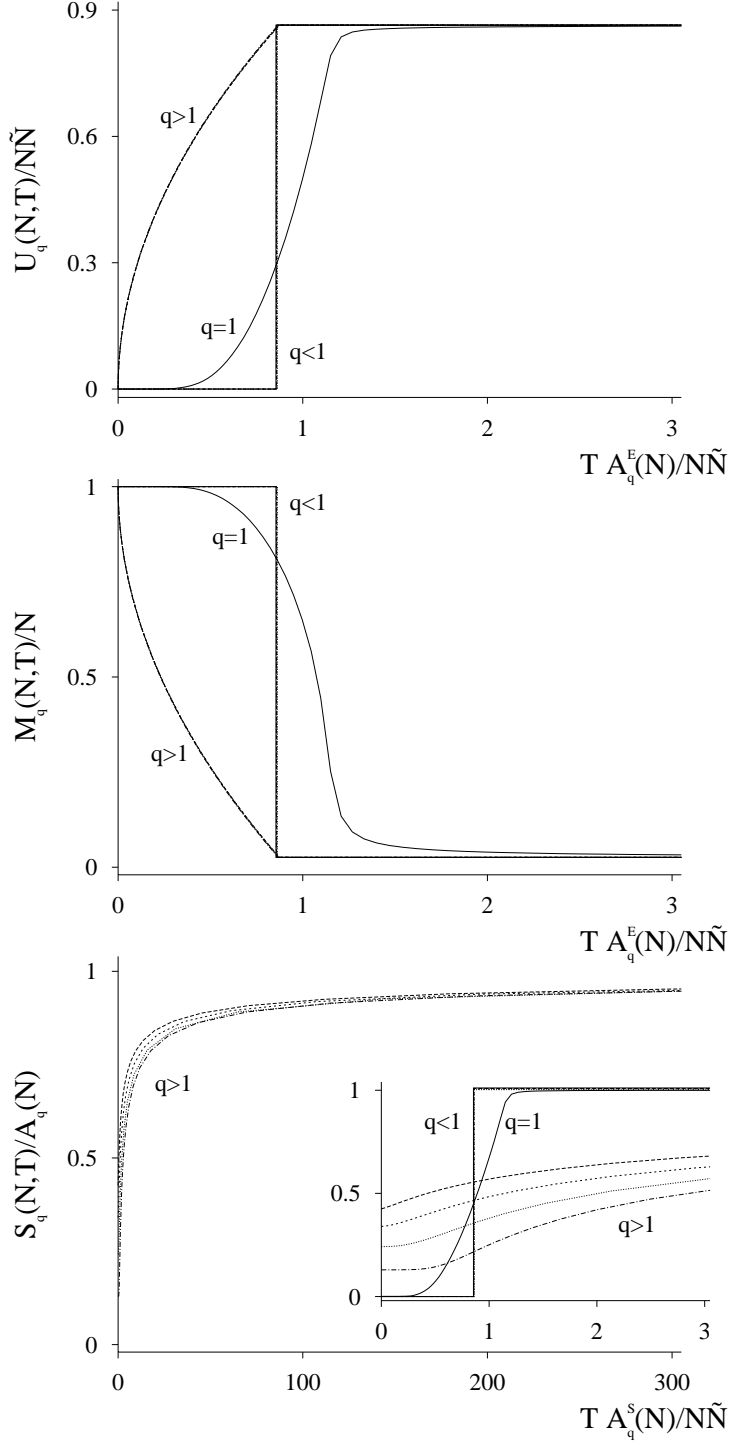 0.9
0.6
0.3
0
U_q(N,T)/NÑ
q>1
q=1
q<1
0 1 2 3
T A_q^E(N)/NÑ
1
0.5
0
M_q(N,T)/N
q<1
q=1
q>1
0 1 2 3
T A_q^E(N)/NÑ
1
0.5
0
S_q(N,T)/A_q(N)
q>1
1
0.5
0
q<1 q=1
q>1
0 1 2 3
0 100 200 300
T A_q^S(N)/NÑ